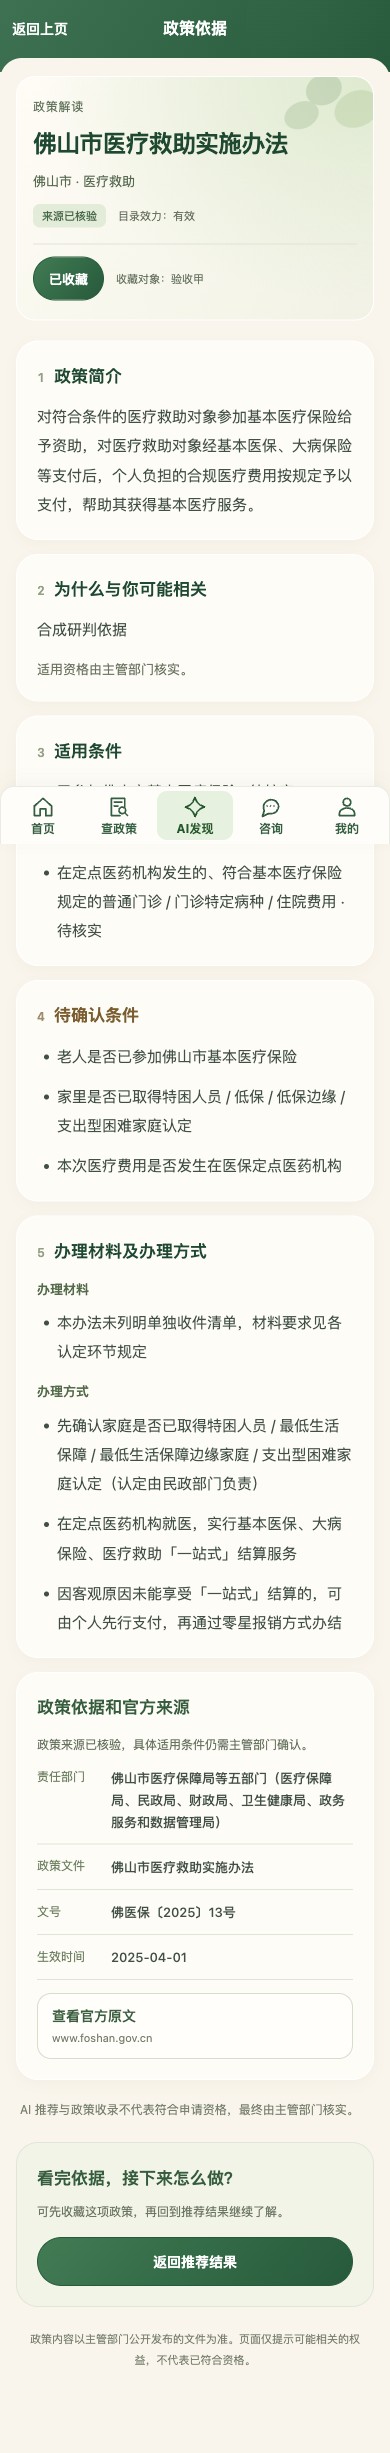 返回上页
政策依据
政策解读
佛山市医疗救助实施办法
佛山市 · 医疗救助
来源已核验
目录效力：有效
已收藏
收藏对象：验收甲
1 政策简介
对符合条件的医疗救助对象参加基本医疗保险给
予资助，对医疗救助对象经基本医保、大病保险
等支付后，个人负担的合规医疗费用按规定予以
支付，帮助其获得基本医疗服务。
2 为什么与你可能相关
合成研判依据
适用资格由主管部门核实。
3 适用条件
首页
查政策
AI发现
咨询
我的
• 在定点医药机构发生的、符合基本医疗保险
规定的普通门诊 / 门诊特定病种 / 住院费用 ·
待核实
4 待确认条件
• 老人是否已参加佛山市基本医疗保险
• 家里是否已取得特困人员 / 低保 / 低保边缘 /
支出型困难家庭认定
• 本次医疗费用是否发生在医保定点医药机构
5 办理材料及办理方式
办理材料
• 本办法未列明单独收件清单，材料要求见各
认定环节规定
办理方式
• 先确认家庭是否已取得特困人员 / 最低生活
保障 / 最低生活保障边缘家庭 / 支出型困难家
庭认定（认定由民政部门负责）
• 在定点医药机构就医，实行基本医保、大病
保险、医疗救助「一站式」结算服务
• 因客观原因未能享受「一站式」结算的，可
由个人先行支付，再通过零星报销方式办结
政策依据和官方来源
政策来源已核验，具体适用条件仍需主管部门确认。
责任部门
佛山市医疗保障局等五部门（医疗保障
局、民政局、财政局、卫生健康局、政务
服务和数据管理局）
政策文件
佛山市医疗救助实施办法
文号
佛医保〔2025〕13号
生效时间
2025-04-01
查看官方原文
www.foshan.gov.cn
AI 推荐与政策收录不代表符合申请资格，最终由主管部门核实。
看完依据，接下来怎么做？
可先收藏这项政策，再回到推荐结果继续了解。
返回推荐结果
政策内容以主管部门公开发布的文件为准。页面仅提示可能相关的权
益，不代表已符合资格。